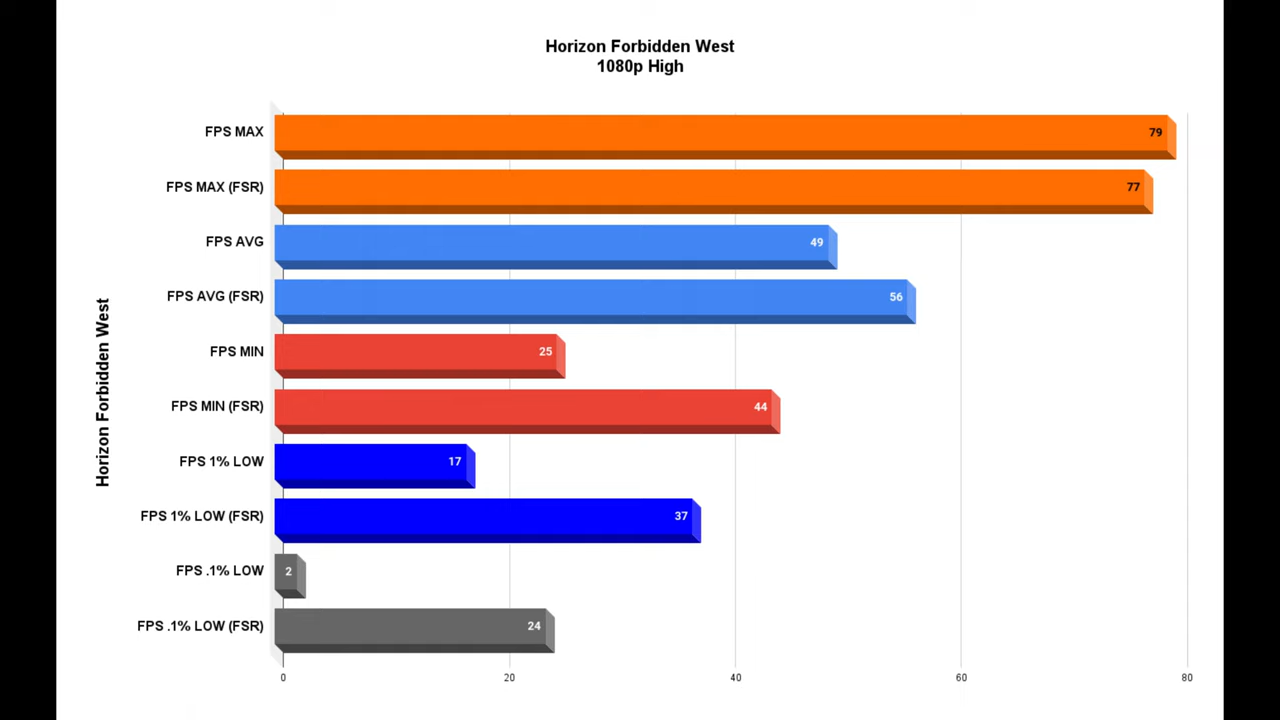 Horizon Forbidden West
1080p High
Horizon Forbidden West
FPS MAX
79
FPS MAX (FSR)
77
FPS AVG
49
FPS AVG (FSR)
56
FPS MIN
25
FPS MIN (FSR)
44
FPS 1% LOW
17
FPS 1% LOW (FSR)
37
FPS .1% LOW
2
FPS .1% LOW (FSR)
24
0
20
40
60
80